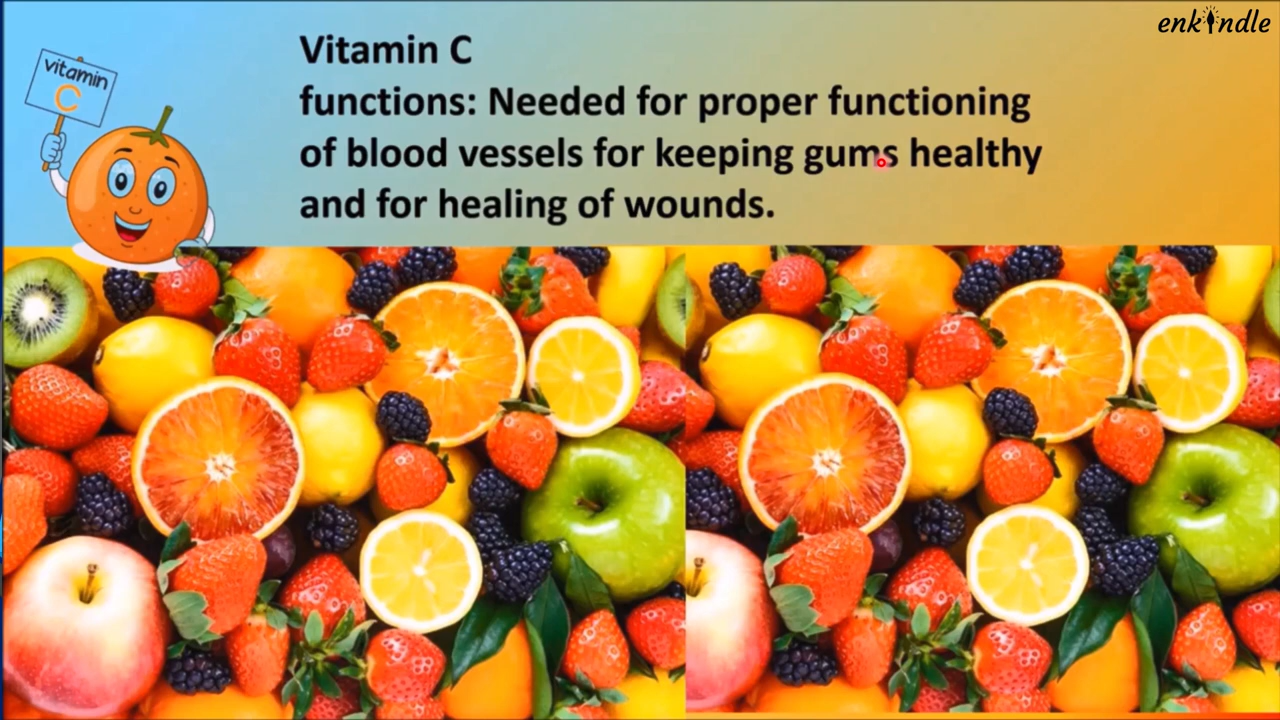 enkindle
vitamin
C
Vitamin C
functions: Needed for proper functioning
of blood vessels for keeping gums healthy
and for healing of wounds.